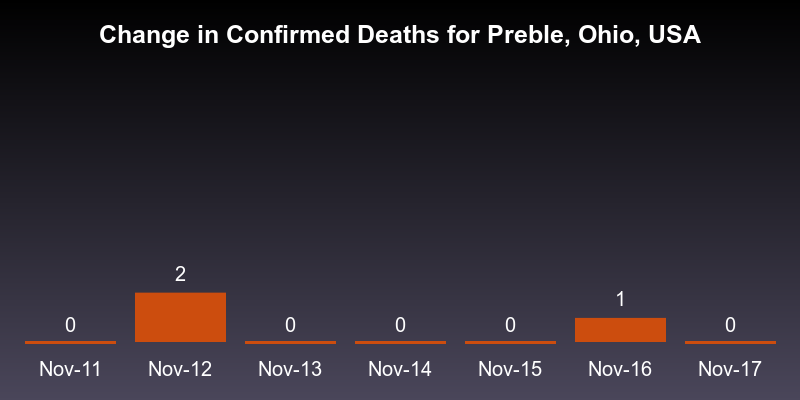 Change in Confirmed Deaths for Preble, Ohio, USA
0 2 0 0 0 1 0
Nov-11 Nov-12 Nov-13 Nov-14 Nov-15 Nov-16 Nov-17